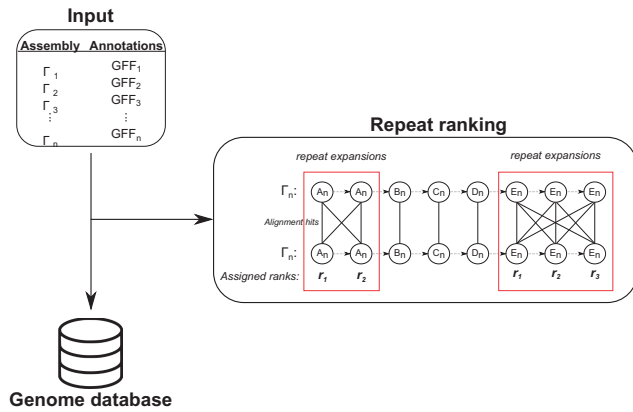 Input
Assembly Annotations
Γ1 GFF1
Γ2 GFF2
Γ3 GFF3
⋮ ⋮
Γn GFFn
Repeat ranking
repeat expansions repeat expansions
Γn: An An Bn Cn Dn En En En
Alignment hits
Γn: An An Bn Cn Dn En En En
Assigned ranks: r1 r2 r1 r2 r3
Genome database